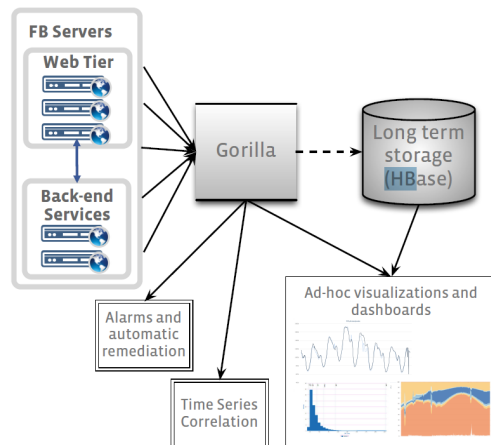 FB Servers
Web Tier
Back-end
Services
Gorilla
Long term
storage
(HBase)
Alarms and
automatic
remediation
Time Series
Correlation
Ad-hoc visualizations and
dashboards